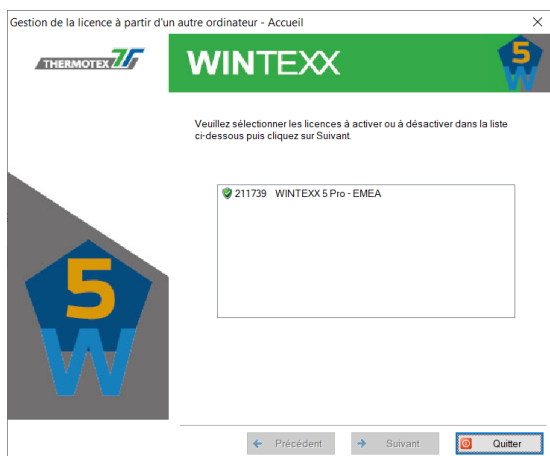 Gestion de la licence à partir d'un autre ordinateur - Accueil
THERMOTEX
WINTEXX
5
W
Veuillez sélectionner les licences à activer ou à désactiver dans la liste
ci-dessous puis cliquez sur Suivant.
211739 WINTEXX 5 Pro - EMEA
5
W
Précédent
Suivant
Quitter